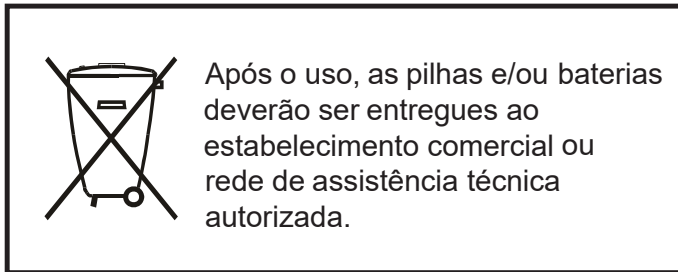 Após o uso, as pilhas e/ou baterias
deverão ser entregues ao
estabelecimento comercial ou
rede de assistência técnica
autorizada.